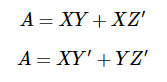 A = XY + XZ′
A = XY′ + YZ′